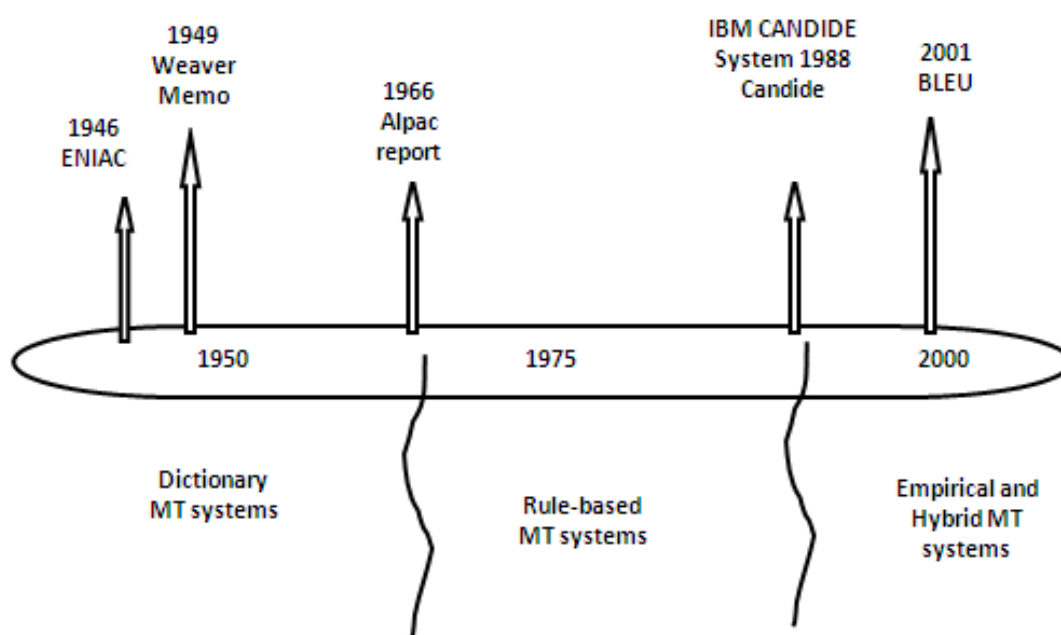 1946
ENIAC
1949
Weaver
Memo
1966
Alpac
report
IBM CANDIDE
System 1988
Candide
2001
BLEU
1950
1975
2000
Dictionary
MT systems
Rule-based
MT systems
Empirical and
Hybrid MT
systems